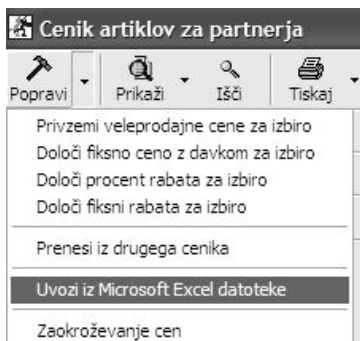 Cenik artiklov za partnerja
Popravi Prikaži Išči Tiskaj
Privzemi veleprodajne cene za izbiro
Določi fiksno ceno z davkom za izbiro
Določi procent rabata za izbiro
Določi fiksni rabata za izbiro
Prenesi iz drugega cenika
Uvozi iz Microsoft Excel datoteke
Zaokroževanje cen